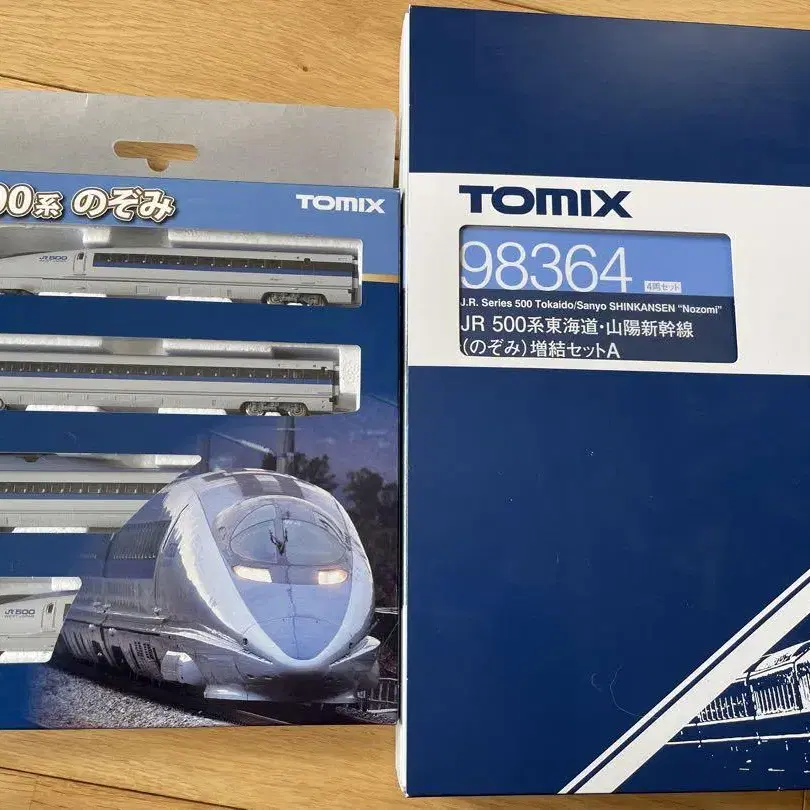 00系 のぞみ
TOMIX
JR500
JR500
WEST JAPAN
TOMIX
98364 4両セット
J.R. Series 500 Tokaido/Sanyo SHINKANSEN "Nozomi"
JR 500系東海道・山陽新幹線
(のぞみ)増結セットA